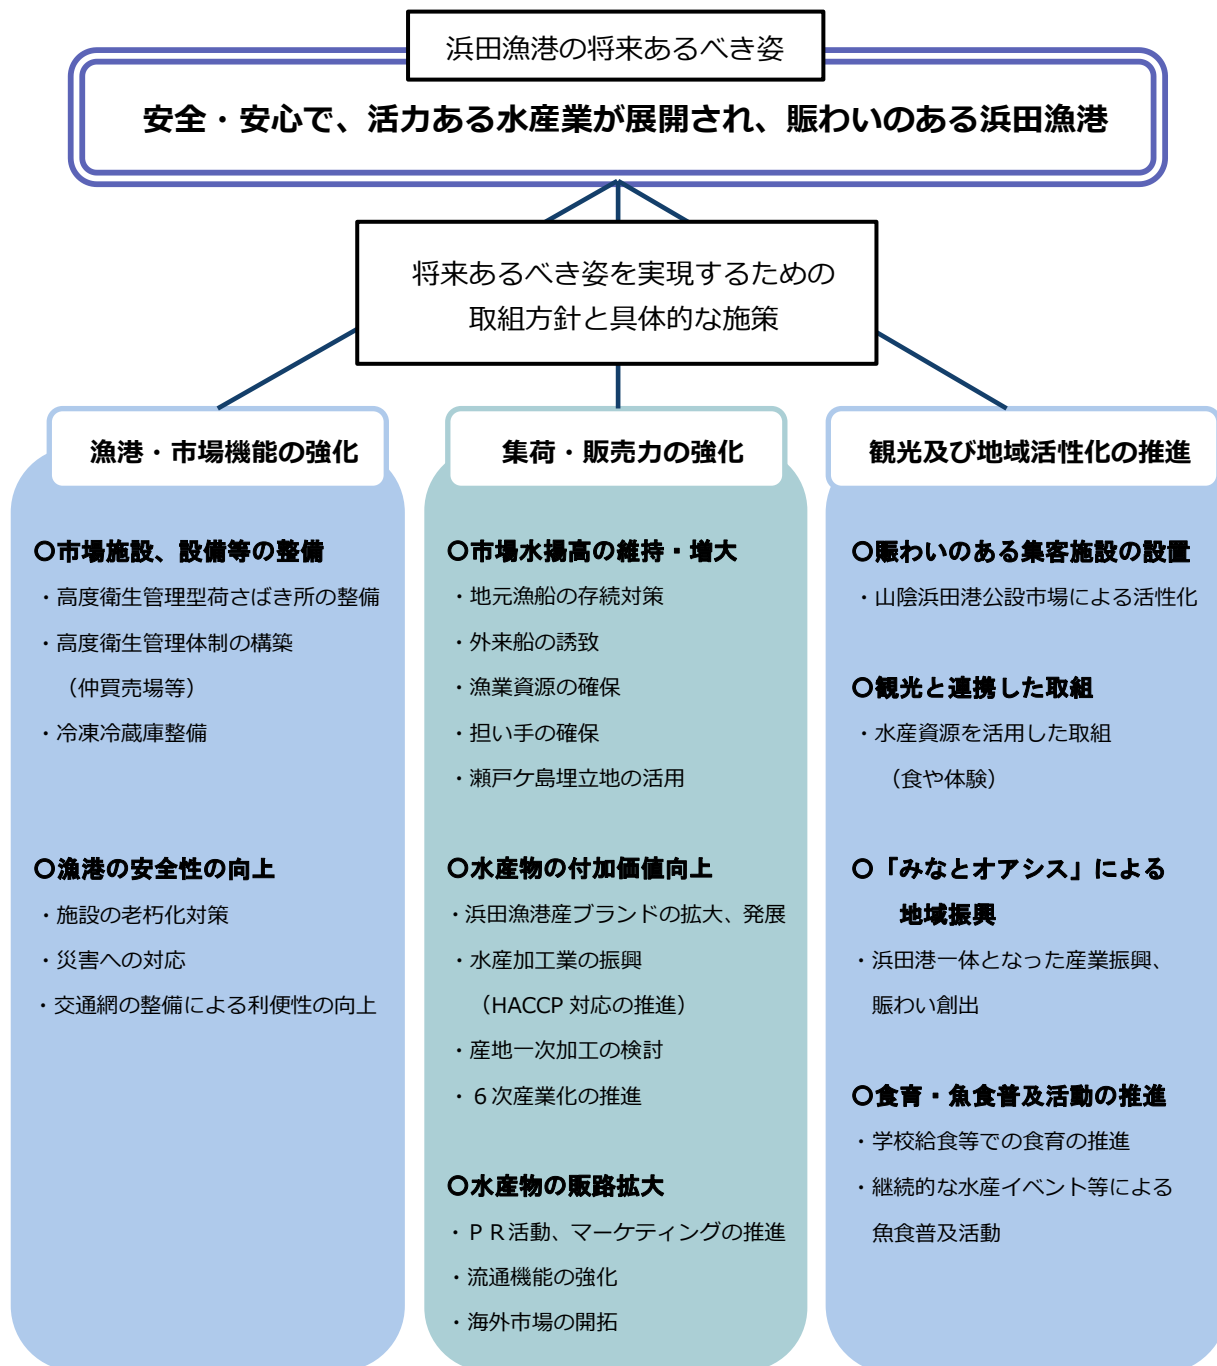 浜田漁港の将来あるべき姿
安全・安心で、活力ある水産業が展開され、賑わいのある浜田漁港
将来あるべき姿を実現するための
取組方針と具体的な施策
漁港・市場機能の強化
〇市場施設、設備等の整備
・高度衛生管理型荷さばき所の整備
・高度衛生管理体制の構築
（仲買売場等）
・冷凍冷蔵庫整備
〇漁港の安全性の向上
・施設の老朽化対策
・災害への対応
・交通網の整備による利便性の向上
集荷・販売力の強化
〇市場水揚高の維持・増大
・地元漁船の存続対策
・外来船の誘致
・漁業資源の確保
・担い手の確保
・瀬戸ケ島埋立地の活用
〇水産物の付加価値向上
・浜田漁港産ブランドの拡大、発展
・水産加工業の振興
（HACCP 対応の推進）
・産地一次加工の検討
・６次産業化の推進
〇水産物の販路拡大
・ＰＲ活動、マーケティングの推進
・流通機能の強化
・海外市場の開拓
観光及び地域活性化の推進
〇賑わいのある集客施設の設置
・山陰浜田港公設市場による活性化
〇観光と連携した取組
・水産資源を活用した取組
（食や体験）
〇「みなとオアシス」による
地域振興
・浜田港一体となった産業振興、
賑わい創出
〇食育・魚食普及活動の推進
・学校給食等での食育の推進
・継続的な水産イベント等による
魚食普及活動